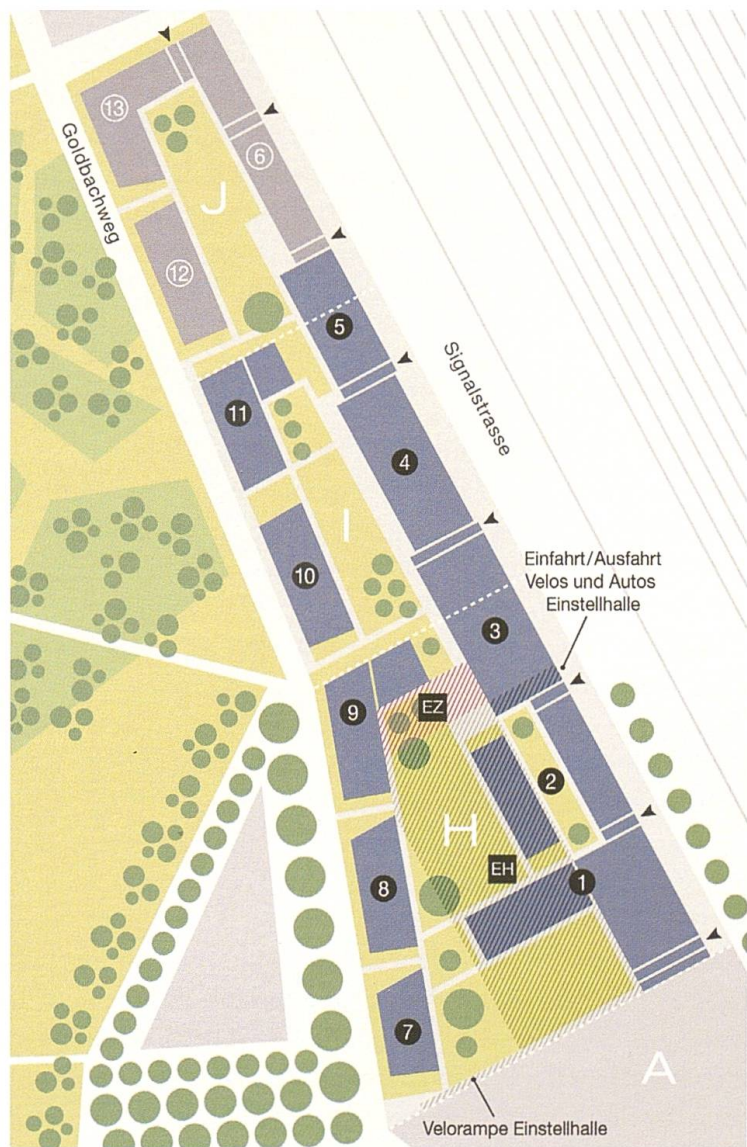 13
6
Goldbachweg
J
12
5
Signalstrasse
11
4
I
10
Einfahrt/Ausfahrt
Velos und Autos
Einstellhalle
3
EZ
9
2
H
EH
1
8
7
A
Velorampe Einstellhalle